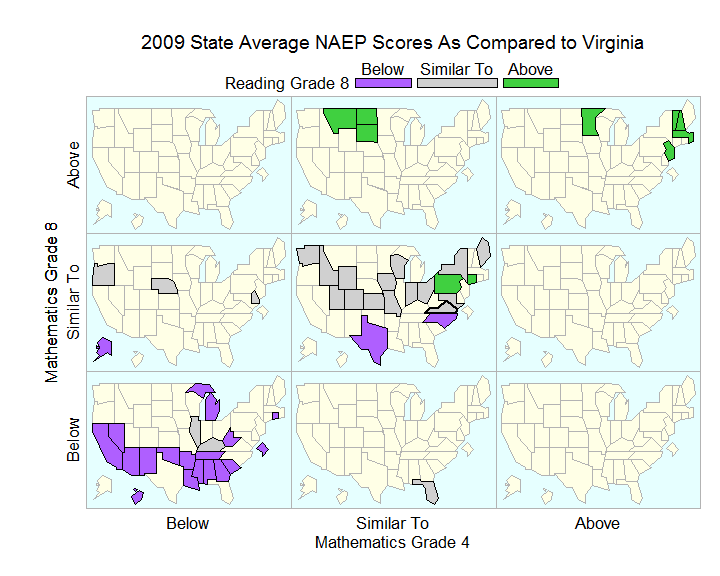 2009 State Average NAEP Scores As Compared to Virginia
Below Similar To Above
Reading Grade 8
Above
Similar To
Below
Mathematics Grade 8
Below Similar To Above
Mathematics Grade 4